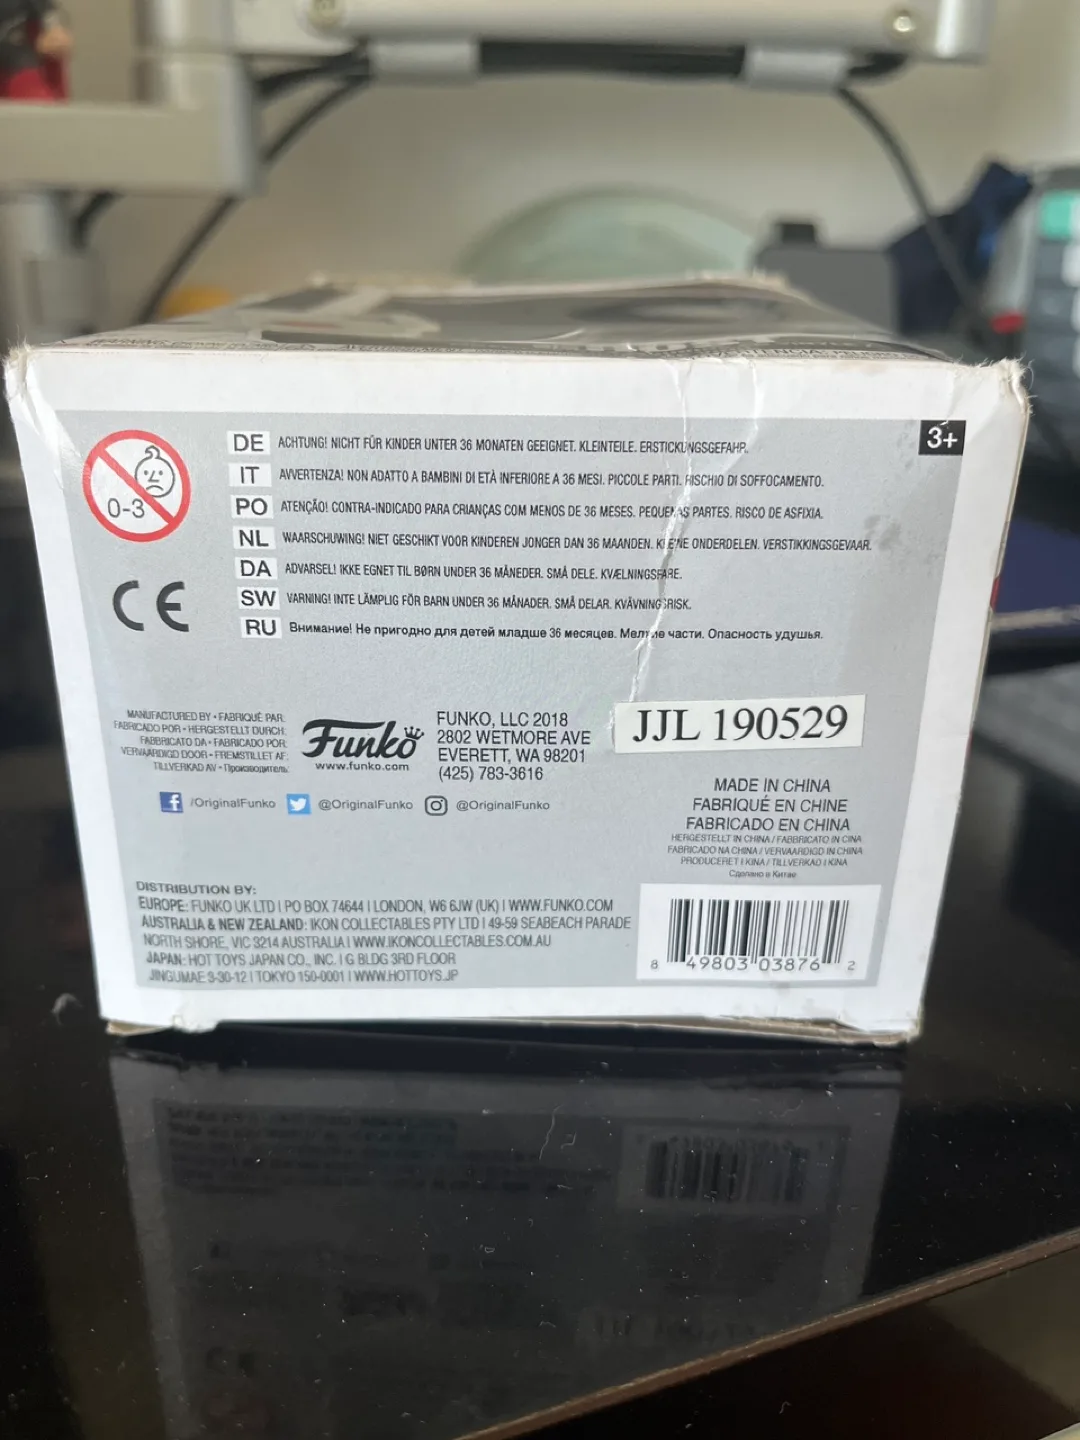 3+
0-3
DE ACHTUNG! NICHT FÜR KINDER UNTER 36 MONATEN GEEIGNET. KLEINTEILE. ERSTICKUNGSGEFAHR.
IT AVVERTENZA! NON ADATTO A BAMBINI DI ETÀ INFERIORE A 36 MESI. PICCOLE PARTI. RISCHIO DI SOFFOCAMENTO.
PO ATENÇÃO! CONTRA-INDICADO PARA CRIANÇAS COM MENOS DE 36 MESES. PEQUENAS PARTES. RISCO DE ASFIXIA.
NL WAARSCHUWING! NIET GESCHIKT VOOR KINDEREN JONGER DAN 36 MAANDEN. KLEINE ONDERDELEN. VERSTIKKINGSGEVAAR.
DA ADVARSEL! IKKE EGNET TIL BØRN UNDER 36 MÅNEDER. SMÅ DELE. KVÆLNINGSFARE.
SW VARNING! INTE LÄMPLIG FÖR BARN UNDER 36 MÅNADER. SMÅ DELAR. KVÄVNINGSRISK.
RU Внимание! Не пригодно для детей младше 36 месяцев. Мелкие части. Опасность удушья.
CE
MANUFACTURED BY • FABRIQUÉ PAR:
FABRICADO POR • HERGESTELLT DURCH:
FABBRICATO DA • FABRICADO POR:
VERVAARDIGD DOOR • FREMSTILLET AF:
TILLVERKAD AV • Производитель:
Funko
www.funko.com
FUNKO, LLC 2018
2802 WETMORE AVE
EVERETT, WA 98201
(425) 783-3616
JJL 190529
/OriginalFunko @OriginalFunko @OriginalFunko
MADE IN CHINA
FABRIQUÉ EN CHINE
FABRICADO EN CHINA
HERGESTELLT IN CHINA / FABBRICATO IN CINA
FABRICADO NA CHINA / VERVAARDIGD IN CHINA
PRODUCERET I KINA / TILLVERKAD I KINA
Сделано в Китае
DISTRIBUTION BY:
EUROPE: FUNKO UK LTD | PO BOX 74644 | LONDON, W6 6JW (UK) | WWW.FUNKO.COM
AUSTRALIA & NEW ZEALAND: IKON COLLECTABLES PTY LTD | 49-59 SEABEACH PARADE
NORTH SHORE, VIC 3214 AUSTRALIA | WWW.IKONCOLLECTABLES.COM.AU
JAPAN: HOT TOYS JAPAN CO., INC. | G BLDG 3RD FLOOR
JINGUMAE 3-30-12 | TOKYO 150-0001 | WWW.HOTTOYS.JP
8 49803 03876 2